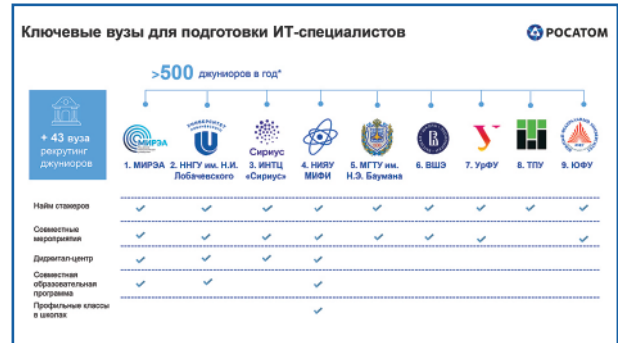 Ключевые вузы для подготовки ИТ-специалистов
РОСАТОМ
>500 джуниоров в год*
+ 43 вуза
рекрутинг
джуниоров
МИРЭА
УНИВЕРСИТЕТ
Сириус
1. МИРЭА
2. ННГУ им. Н.И.
Лобачевского
3. ИНТЦ
«Сириус»
4. НИЯУ
МИФИ
5. МГТУ им.
Н.Э. Баумана
6. ВШЭ
7. УрФУ
8. ТПУ
9. ЮФУ
Найм стажеров
Совместные
мероприятия
Диджитал-центр
Совместная
образовательная
программа
Профильные классы
в школах